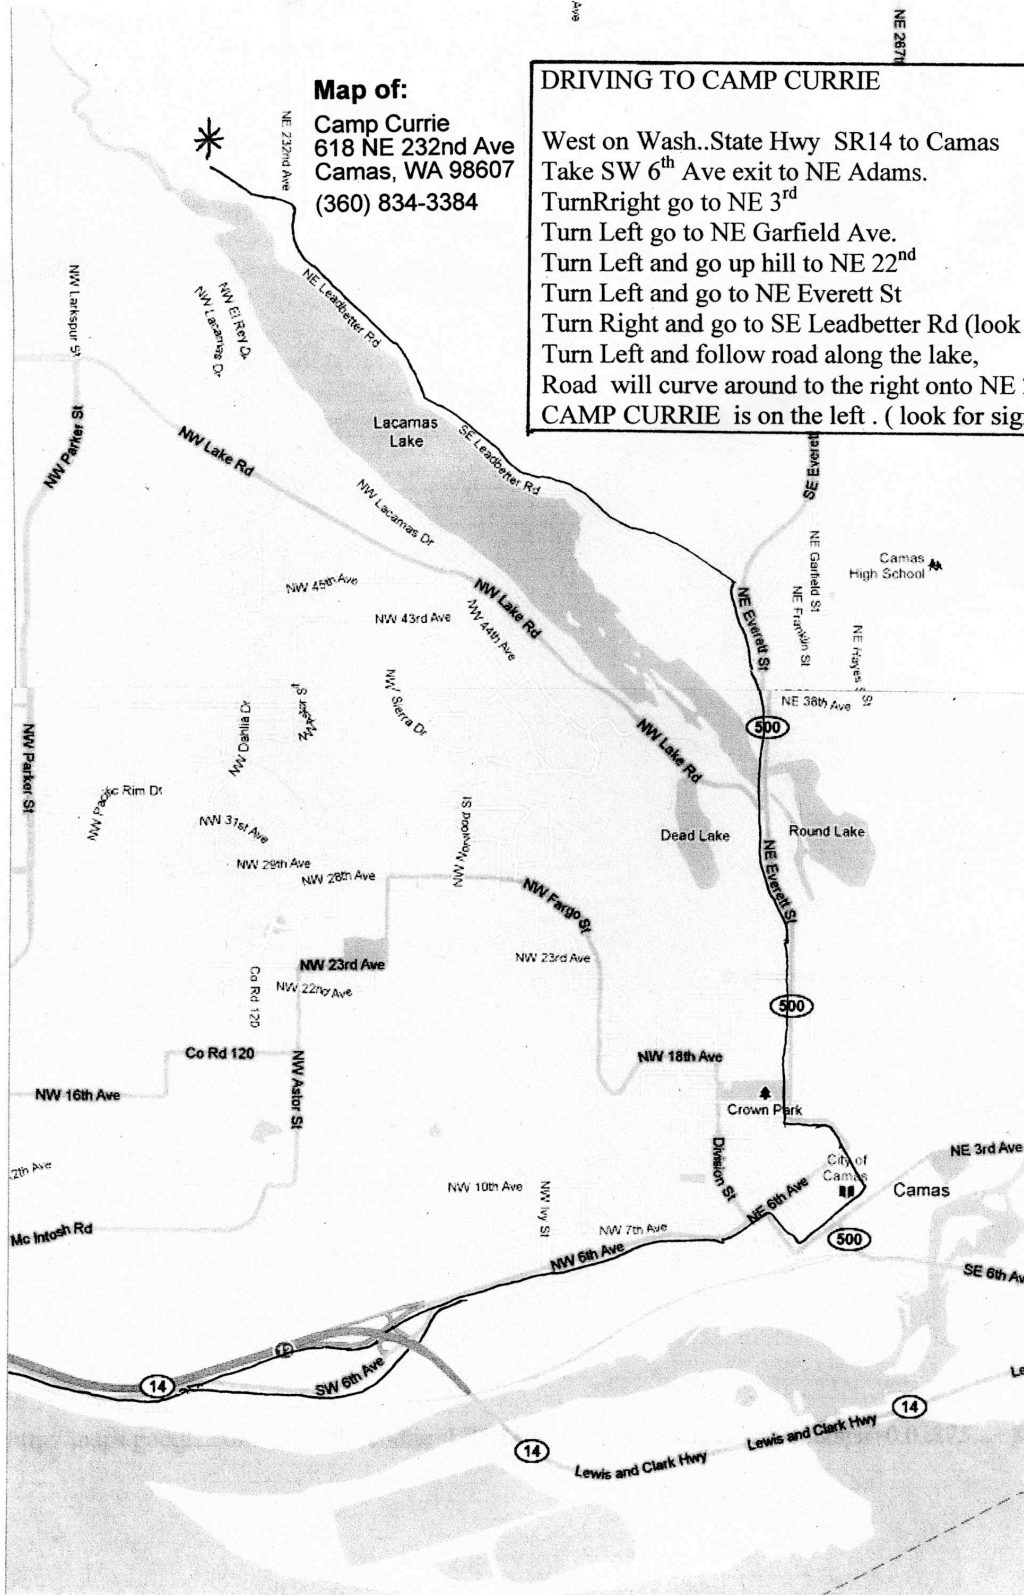 Ave
NE 267th
Map of:
Camp Currie
618 NE 232nd Ave
Camas, WA 98607
(360) 834-3384
DRIVING TO CAMP CURRIE
West on Wash..State Hwy SR14 to Camas
Take SW 6th Ave exit to NE Adams.
TurnRright go to NE 3rd
Turn Left go to NE Garfield Ave.
Turn Left and go up hill to NE 22nd
Turn Left and go to NE Everett St
Turn Right and go to SE Leadbetter Rd (look
Turn Left and follow road along the lake,
Road will curve around to the right onto NE
CAMP CURRIE is on the left . ( look for sig
NE 232nd Ave
NE Leadbetter Rd
NW Larkspur St
NW El Rey Dr
NW Lacamas Dr
NW Parker St
NW Lake Rd
Lacamas
Lake
SE Leadbetter Rd
SE Everet
NW Lacamas Dr
NE Garfield St
Camas
High School
NW 45th Ave
NW 43rd Ave
NW Lake Rd
NW 44th Ave
NE Everett St
NE Franklin St
NE Hayes St
St
NE 38th Ave
500
NW Sierra Dr
NW Dahlia Dr
NW Lake Rd
NW Parker St
NW Pacific Rim Dr
NW 31st Ave
NW Norwood St
Dead Lake
Round Lake
NW 29th Ave
NW 28th Ave
NW Fargo St
NE Everett St
NW 23rd Ave
NW 23rd Ave
Co Rd 120
NW 22nd Ave
500
Co Rd 120
NW 18th Ave
NW 16th Ave
NW Astor St
Crown Park
Division St
City of
Camas
NE 3rd Ave
2th Ave
NW 10th Ave
NW Ivy St
NE 6th Ave
Camas
Mc Intosh Rd
NW 7th Ave
500
NW 6th Ave
SE 6th Av
12
SW 6th Ave
14
Le
14
Lewis and Clark Hwy
14
Lewis and Clark Hwy